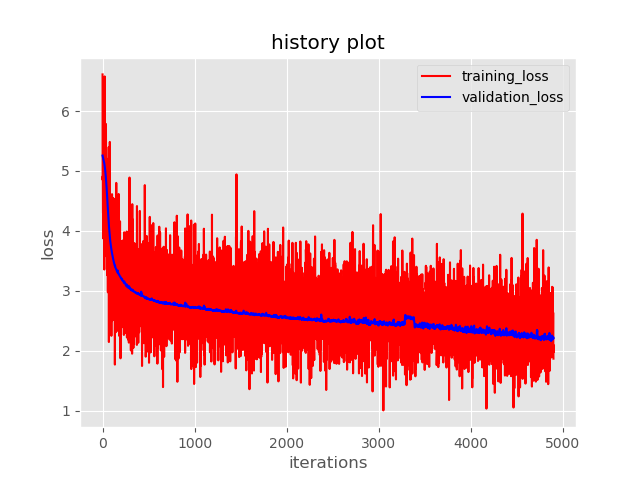 history plot
training_loss
validation_loss
6
5
4
3
2
1
loss
0 1000 2000 3000 4000 5000
iterations